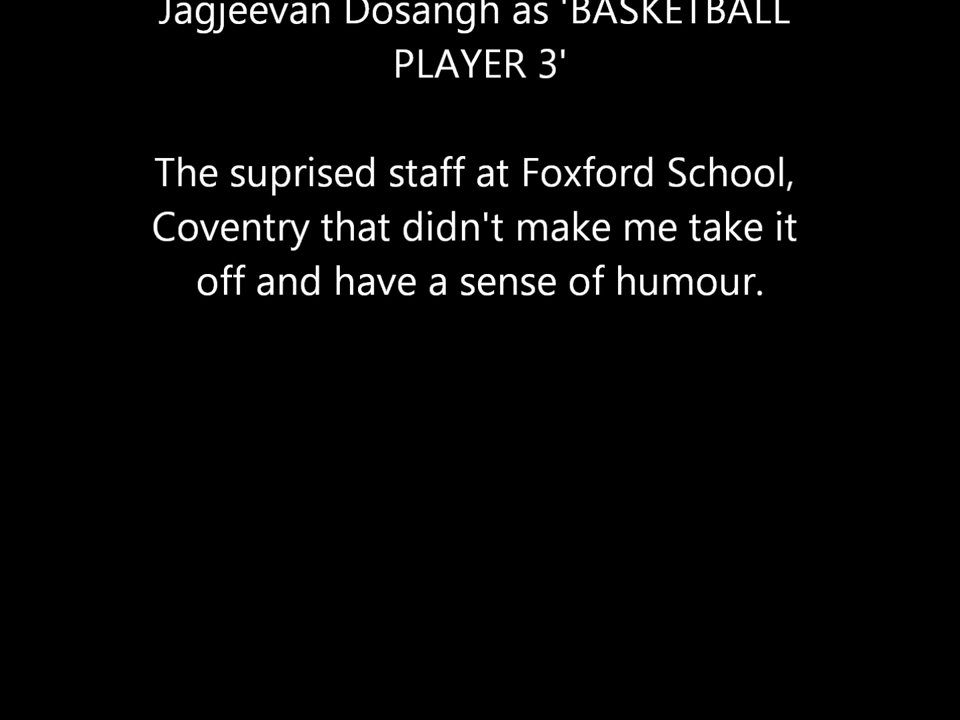 Jagjeevan Dosangh as 'BASKETBALL
PLAYER 3'
The suprised staff at Foxford School,
Coventry that didn't make me take it
off and have a sense of humour.